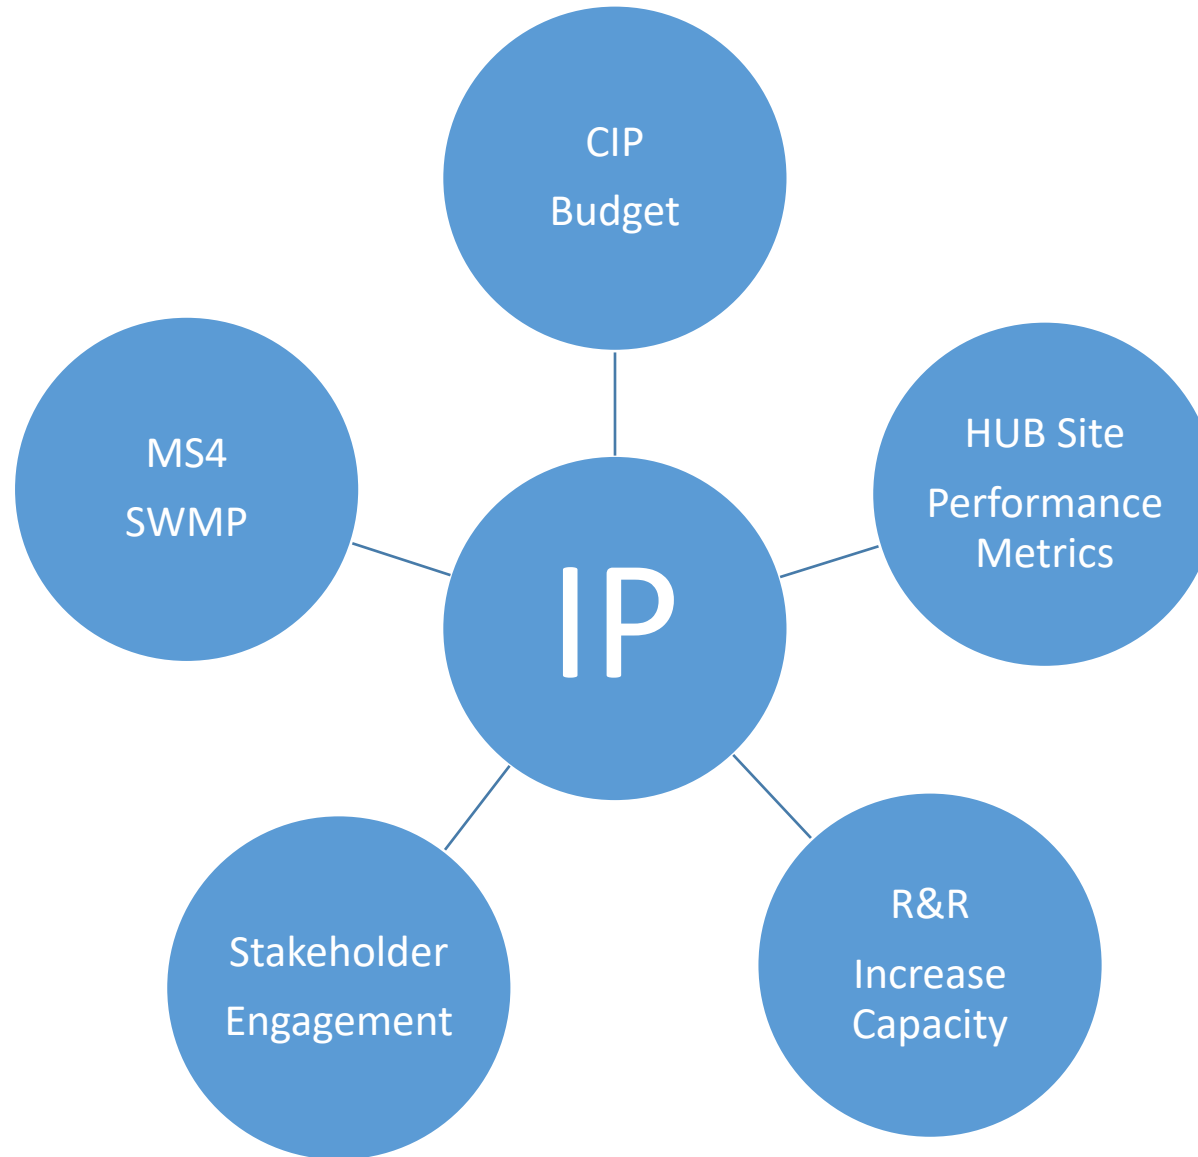 CIP
Budget
MS4
SWMP
HUB Site
Performance
Metrics
IP
Stakeholder
Engagement
R&R
Increase
Capacity